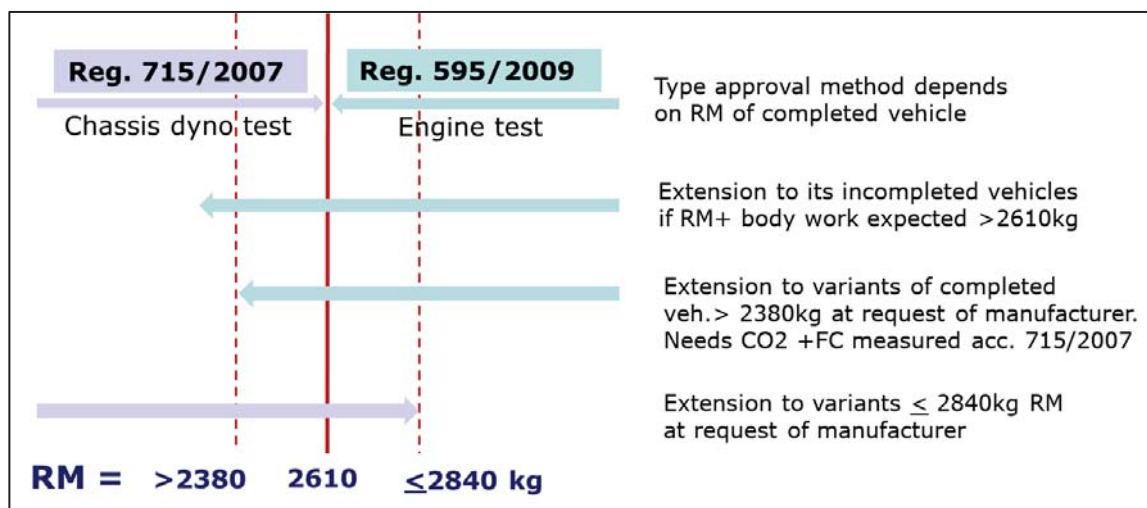 Reg. 715/2007
Reg. 595/2009
Chassis dyno test
Engine test
Type approval method depends
on RM of completed vehicle
Extension to its incompleted vehicles
if RM+ body work expected >2610kg
Extension to variants of completed
veh.> 2380kg at request of manufacturer.
Needs CO2 +FC measured acc. 715/2007
Extension to variants ≤ 2840kg RM
at request of manufacturer
RM = >2380 2610 ≤2840 kg